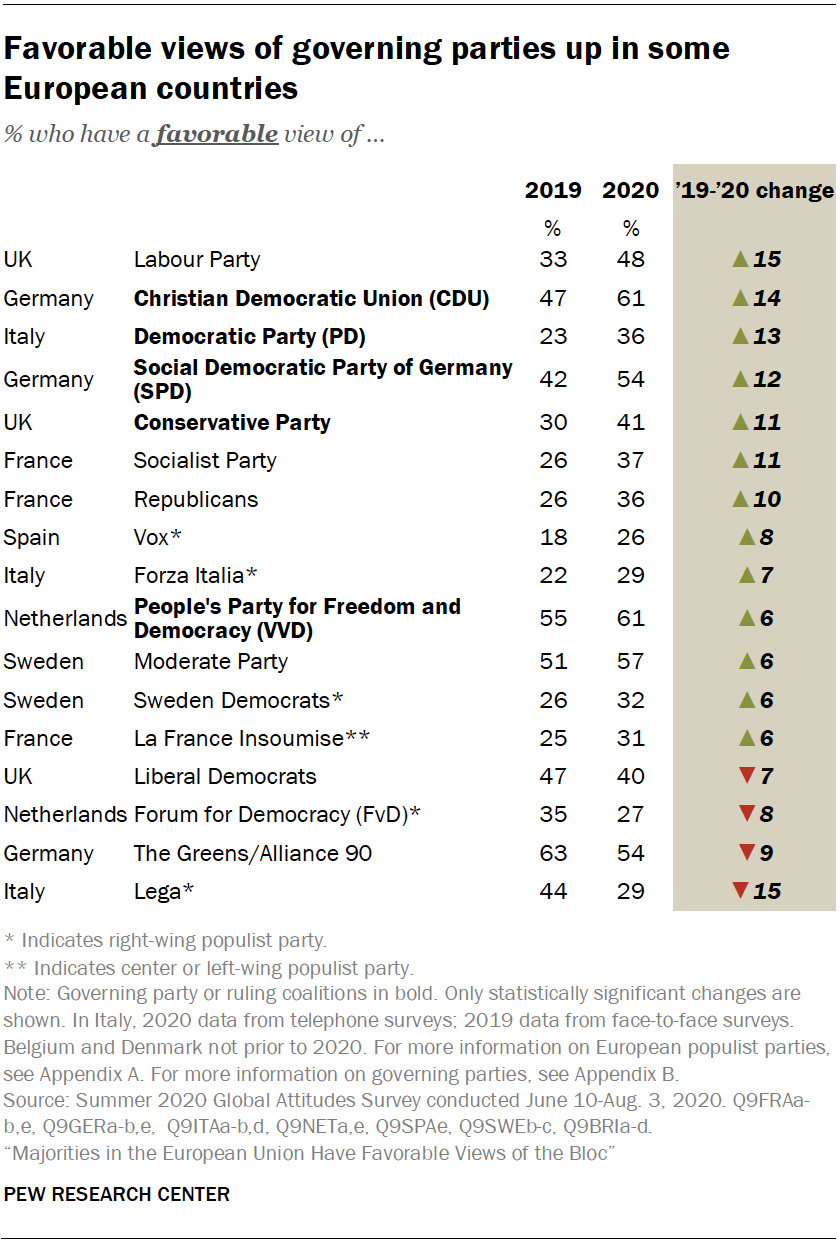 Favorable views of governing parties up in some
European countries
% who have a favorable view of ...
2019 2020 ’19-’20 change
% %
UK Labour Party 33 48 ▲15
Germany Christian Democratic Union (CDU) 47 61 ▲14
Italy Democratic Party (PD) 23 36 ▲13
Germany Social Democratic Party of Germany
(SPD) 42 54 ▲12
UK Conservative Party 30 41 ▲11
France Socialist Party 26 37 ▲11
France Republicans 26 36 ▲10
Spain Vox* 18 26 ▲8
Italy Forza Italia* 22 29 ▲7
Netherlands People's Party for Freedom and
Democracy (VVD) 55 61 ▲6
Sweden Moderate Party 51 57 ▲6
Sweden Sweden Democrats* 26 32 ▲6
France La France Insoumise** 25 31 ▲6
UK Liberal Democrats 47 40 ▼7
Netherlands Forum for Democracy (FvD)* 35 27 ▼8
Germany The Greens/Alliance 90 63 54 ▼9
Italy Lega* 44 29 ▼15
* Indicates right-wing populist party.
** Indicates center or left-wing populist party.
Note: Governing party or ruling coalitions in bold. Only statistically significant changes are
shown. In Italy, 2020 data from telephone surveys; 2019 data from face-to-face surveys.
Belgium and Denmark not prior to 2020. For more information on European populist parties,
see Appendix A. For more information on governing parties, see Appendix B.
Source: Summer 2020 Global Attitudes Survey conducted June 10-Aug. 3, 2020. Q9FRAa-
b,e, Q9GERa-b,e, Q9ITAa-b,d, Q9NETa,e, Q9SPAe, Q9SWEb-c, Q9BRIa-d.
“Majorities in the European Union Have Favorable Views of the Bloc”
PEW RESEARCH CENTER